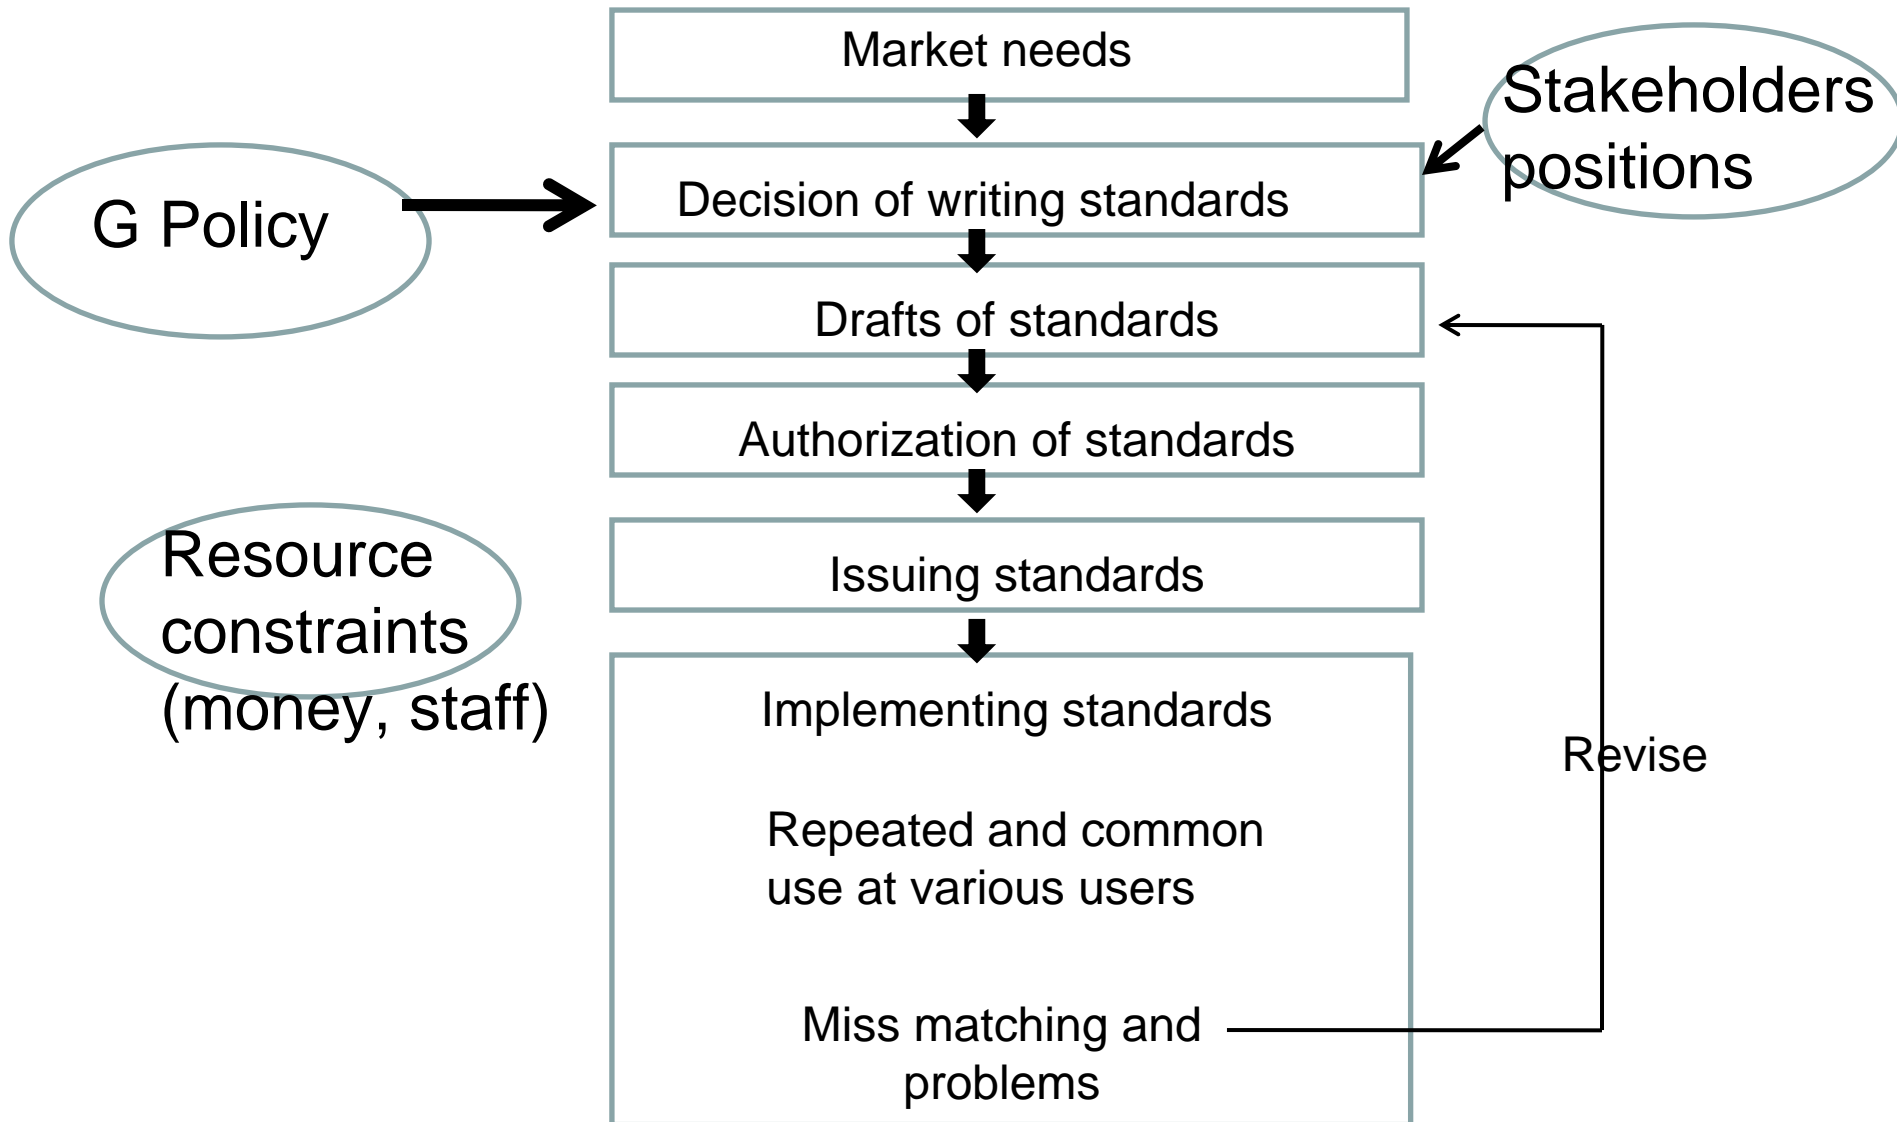 Market needs
Stakeholders
positions
G Policy
Decision of writing standards
Drafts of standards
Authorization of standards
Resource
constraints
(money, staff)
Issuing standards
Implementing standards
Revise
Repeated and common
use at various users
Miss matching and
problems